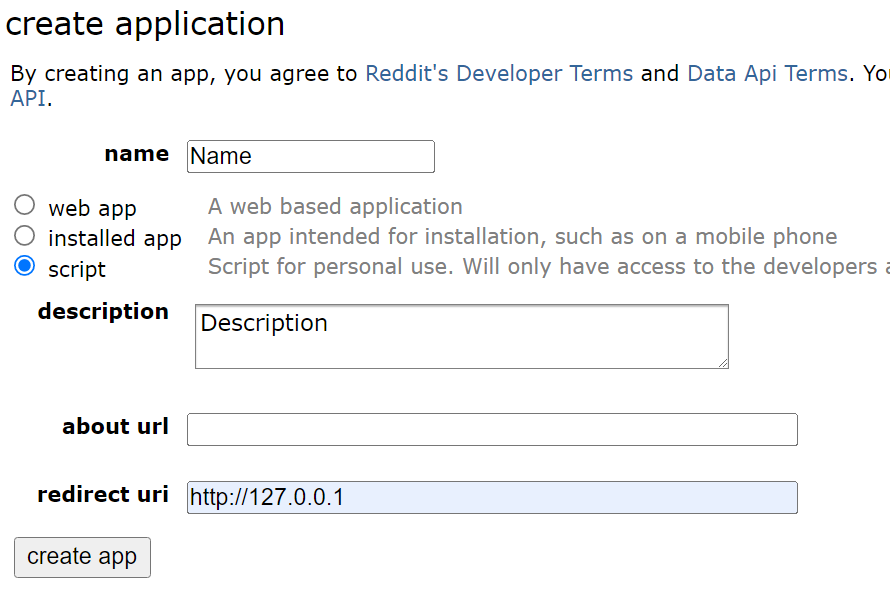 create application
By creating an app, you agree to Reddit's Developer Terms and Data Api Terms. You
API.
name Name
web app A web based application
installed app An app intended for installation, such as on a mobile phone
script Script for personal use. Will only have access to the developers
description Description
about url
redirect uri http://127.0.0.1
create app